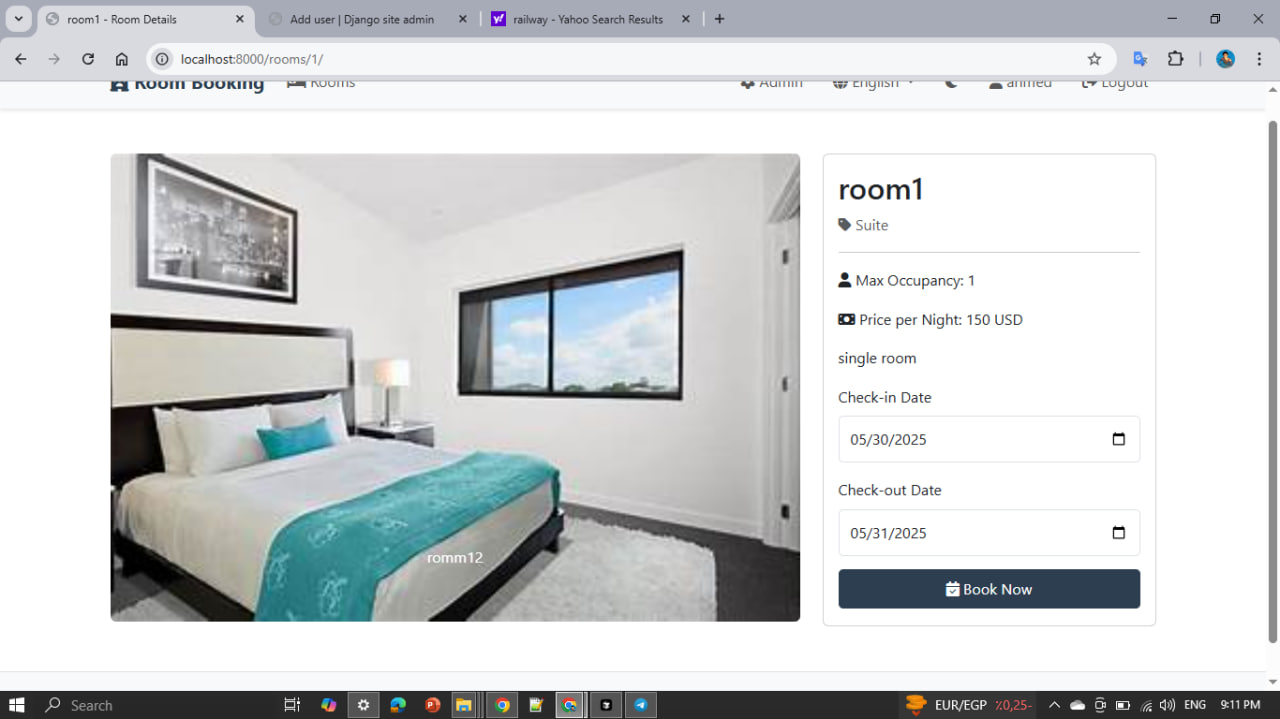 room1 - Room Details
Add user | Django site admin
railway - Yahoo Search Results
localhost:8000/rooms/1/
Room Booking
Rooms
Admin
English
ahmed
Logout
room1
Suite
Max Occupancy: 1
Price per Night: 150 USD
single room
Check-in Date
05/30/2025
Check-out Date
05/31/2025
Book Now
romm12
Search
EUR/EGP
٪0,25-
ENG
9:11 PM